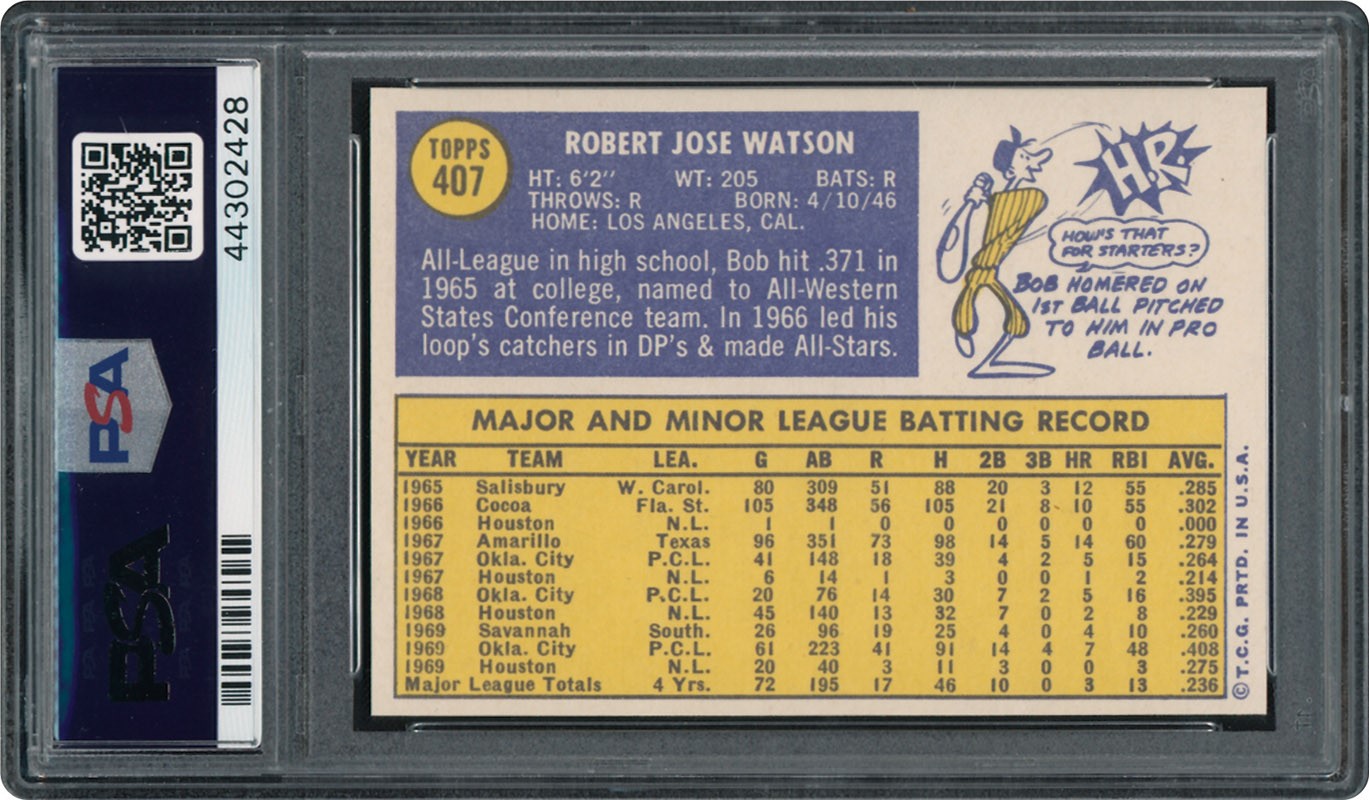 44302428
PSA
PSA
TOPPS
407
ROBERT JOSE WATSON
HT: 6'2'' WT: 205 BATS: R
THROWS: R BORN: 4/10/46
HOME: LOS ANGELES, CAL.
All-League in high school, Bob hit .371 in
1965 at college, named to All-Western
States Conference team. In 1966 led his
loop's catchers in DP's & made All-Stars.
H.R.
HOW'S THAT
FOR STARTERS?
BOB HOMERED ON
1ST BALL PITCHED
TO HIM IN PRO
BALL.
MAJOR AND MINOR LEAGUE BATTING RECORD
YEAR TEAM LEA. G AB R H 2B 3B HR RBI AVG.
1965 Salisbury W. Carol. 80 309 51 88 20 3 12 55 .285
1966 Cocoa Fla. St. 105 348 56 105 21 8 10 55 .302
1966 Houston N.L. 1 1 0 0 0 0 0 0 .000
1967 Amarillo Texas 96 351 73 98 14 5 14 60 .279
1967 Okla. City P.C.L. 41 148 18 39 4 2 5 15 .264
1967 Houston N.L. 6 14 1 3 0 0 1 2 .214
1968 Okla. City P.C.L. 20 76 14 30 7 2 5 16 .395
1968 Houston N.L. 45 140 13 32 7 0 2 8 .229
1969 Savannah South. 26 96 19 25 4 0 4 10 .260
1969 Okla. City P.C.L. 61 223 41 91 14 4 7 48 .408
1969 Houston N.L. 20 40 3 11 3 0 0 3 .275
Major League Totals 4 Yrs. 72 195 17 46 10 0 3 13 .236
©T.C.G. PRTD. IN U.S.A.